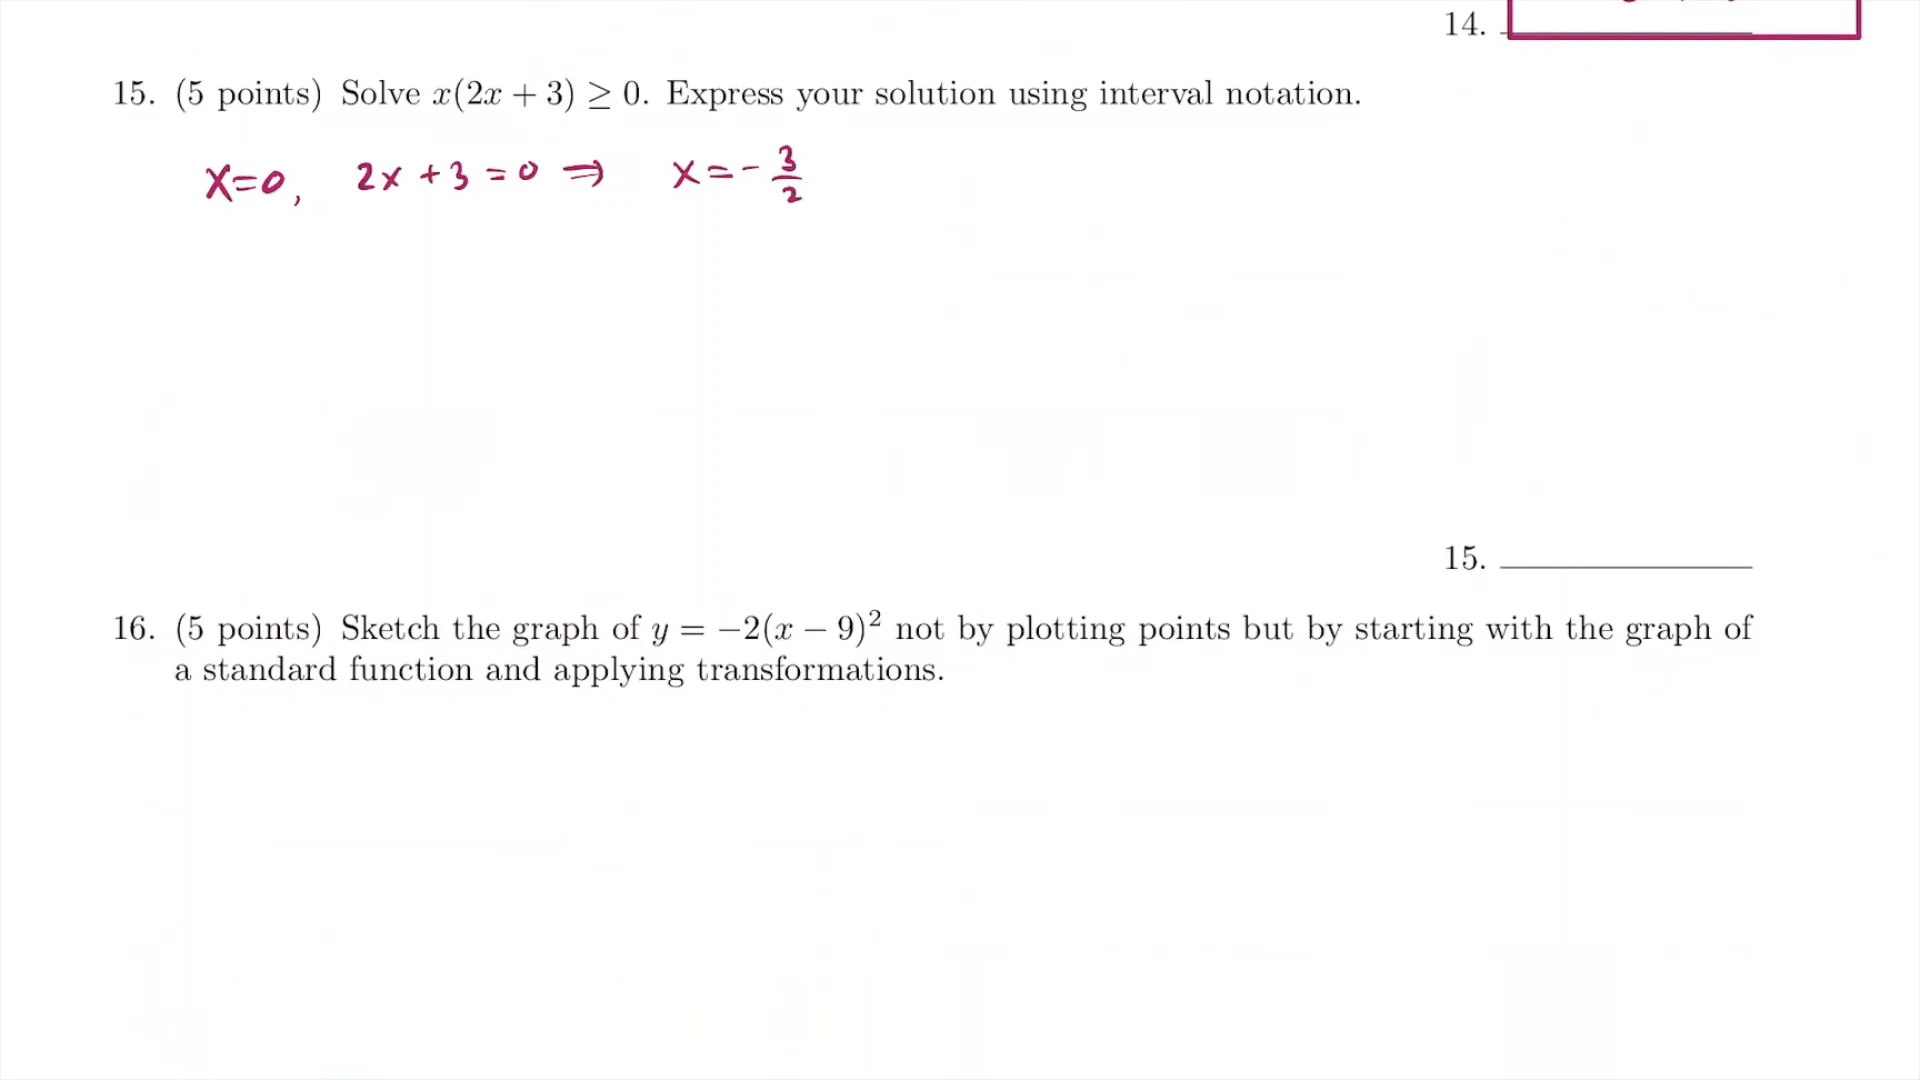 14.
15. (5 points) Solve x(2x + 3) ≥ 0. Express your solution using interval notation.
x=0, 2x+3=0 ⇒ x=-3/2
15.
16. (5 points) Sketch the graph of y = −2(x − 9)² not by plotting points but by starting with the graph of
a standard function and applying transformations.